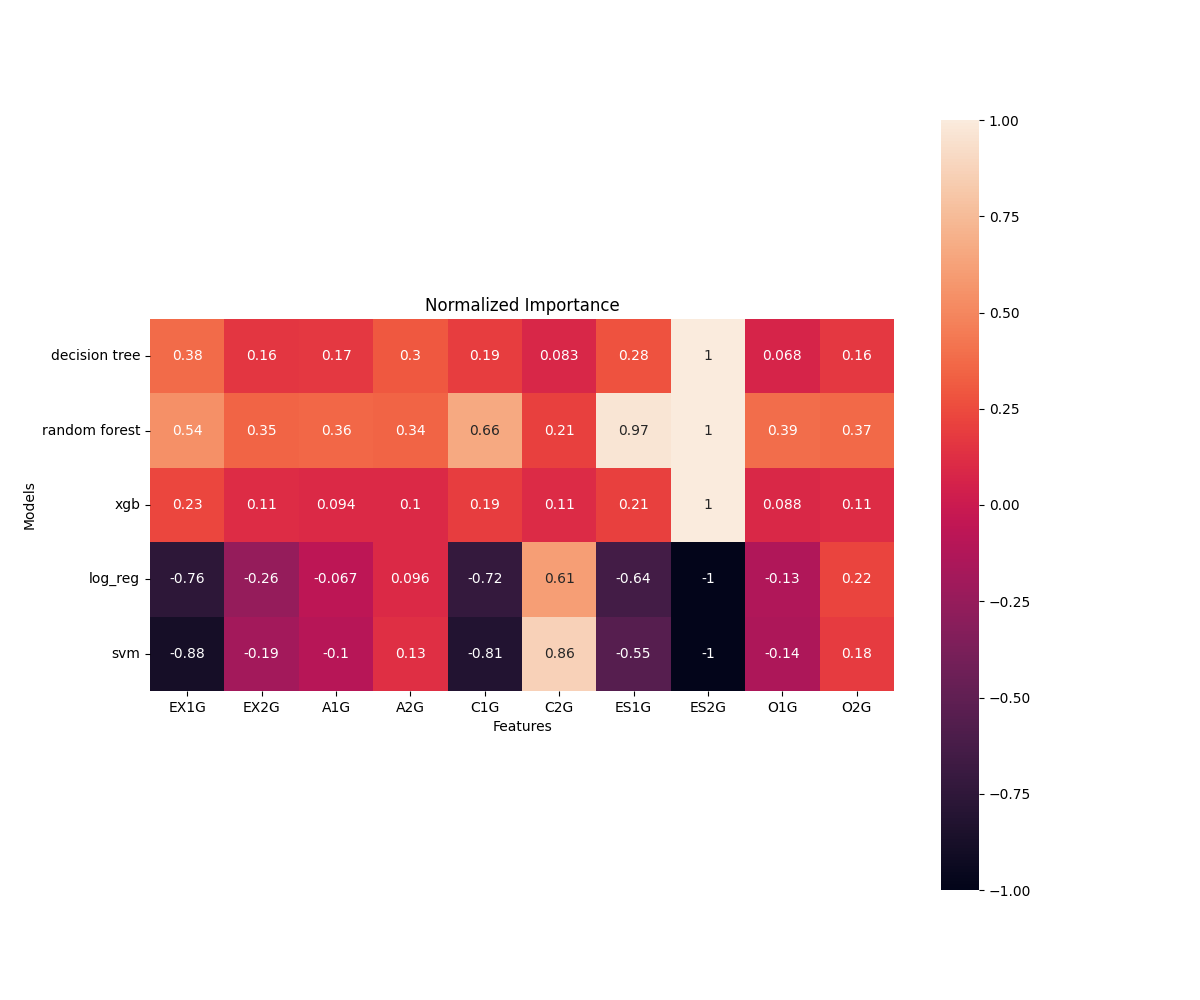 Normalized Importance
1.00
0.75
0.50
0.25
0.00
−0.25
−0.50
−0.75
−1.00
Models
decision tree 0.38 0.16 0.17 0.3 0.19 0.083 0.28 1 0.068 0.16
random forest 0.54 0.35 0.36 0.34 0.66 0.21 0.97 1 0.39 0.37
xgb 0.23 0.11 0.094 0.1 0.19 0.11 0.21 1 0.088 0.11
log_reg -0.76 -0.26 -0.067 0.096 -0.72 0.61 -0.64 -1 -0.13 0.22
svm -0.88 -0.19 -0.1 0.13 -0.81 0.86 -0.55 -1 -0.14 0.18
EX1G EX2G A1G A2G C1G C2G ES1G ES2G O1G O2G
Features